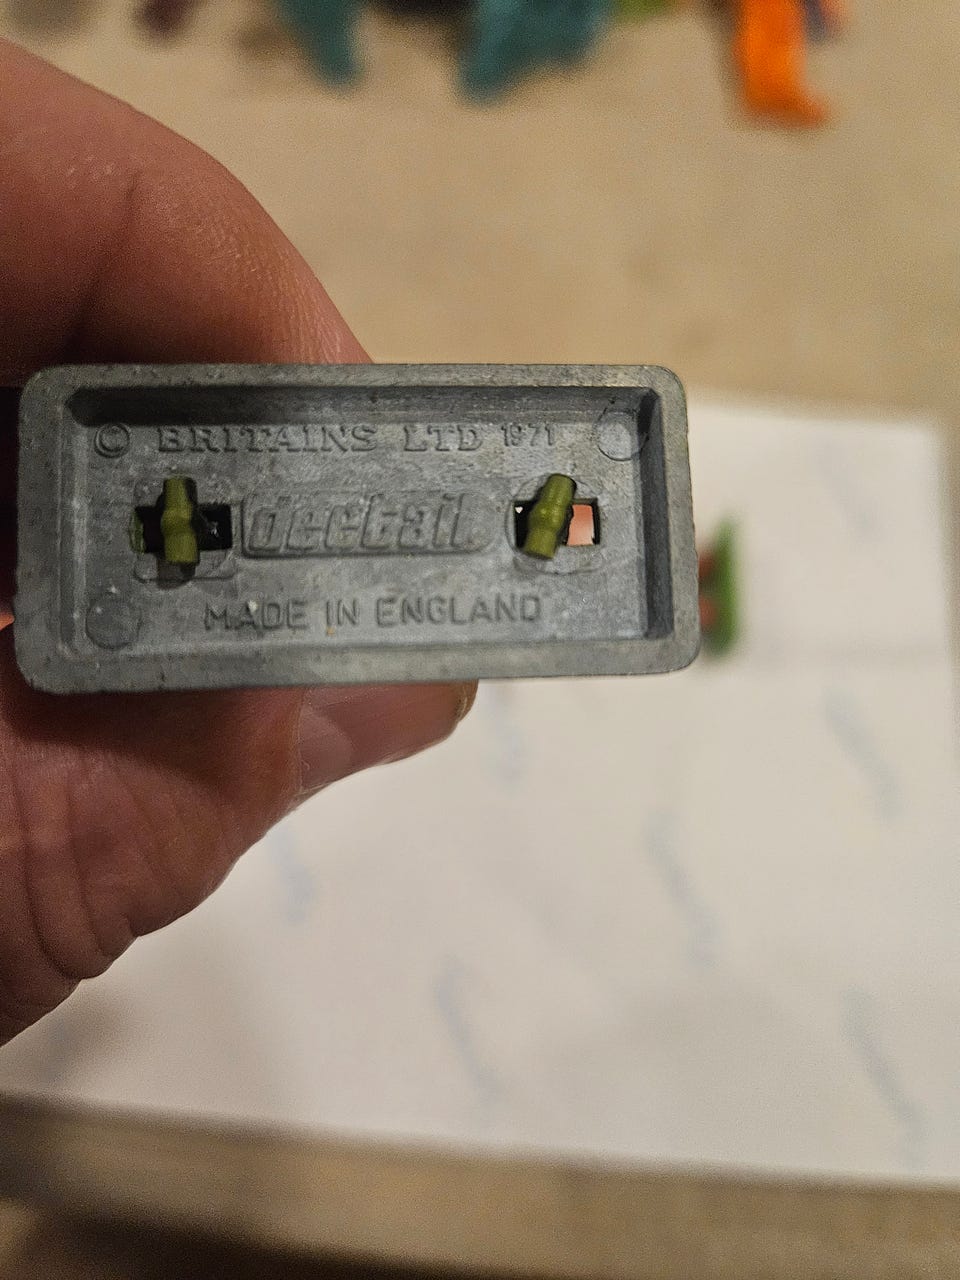 © BRITAINS LTD 1971
deetail
MADE IN ENGLAND